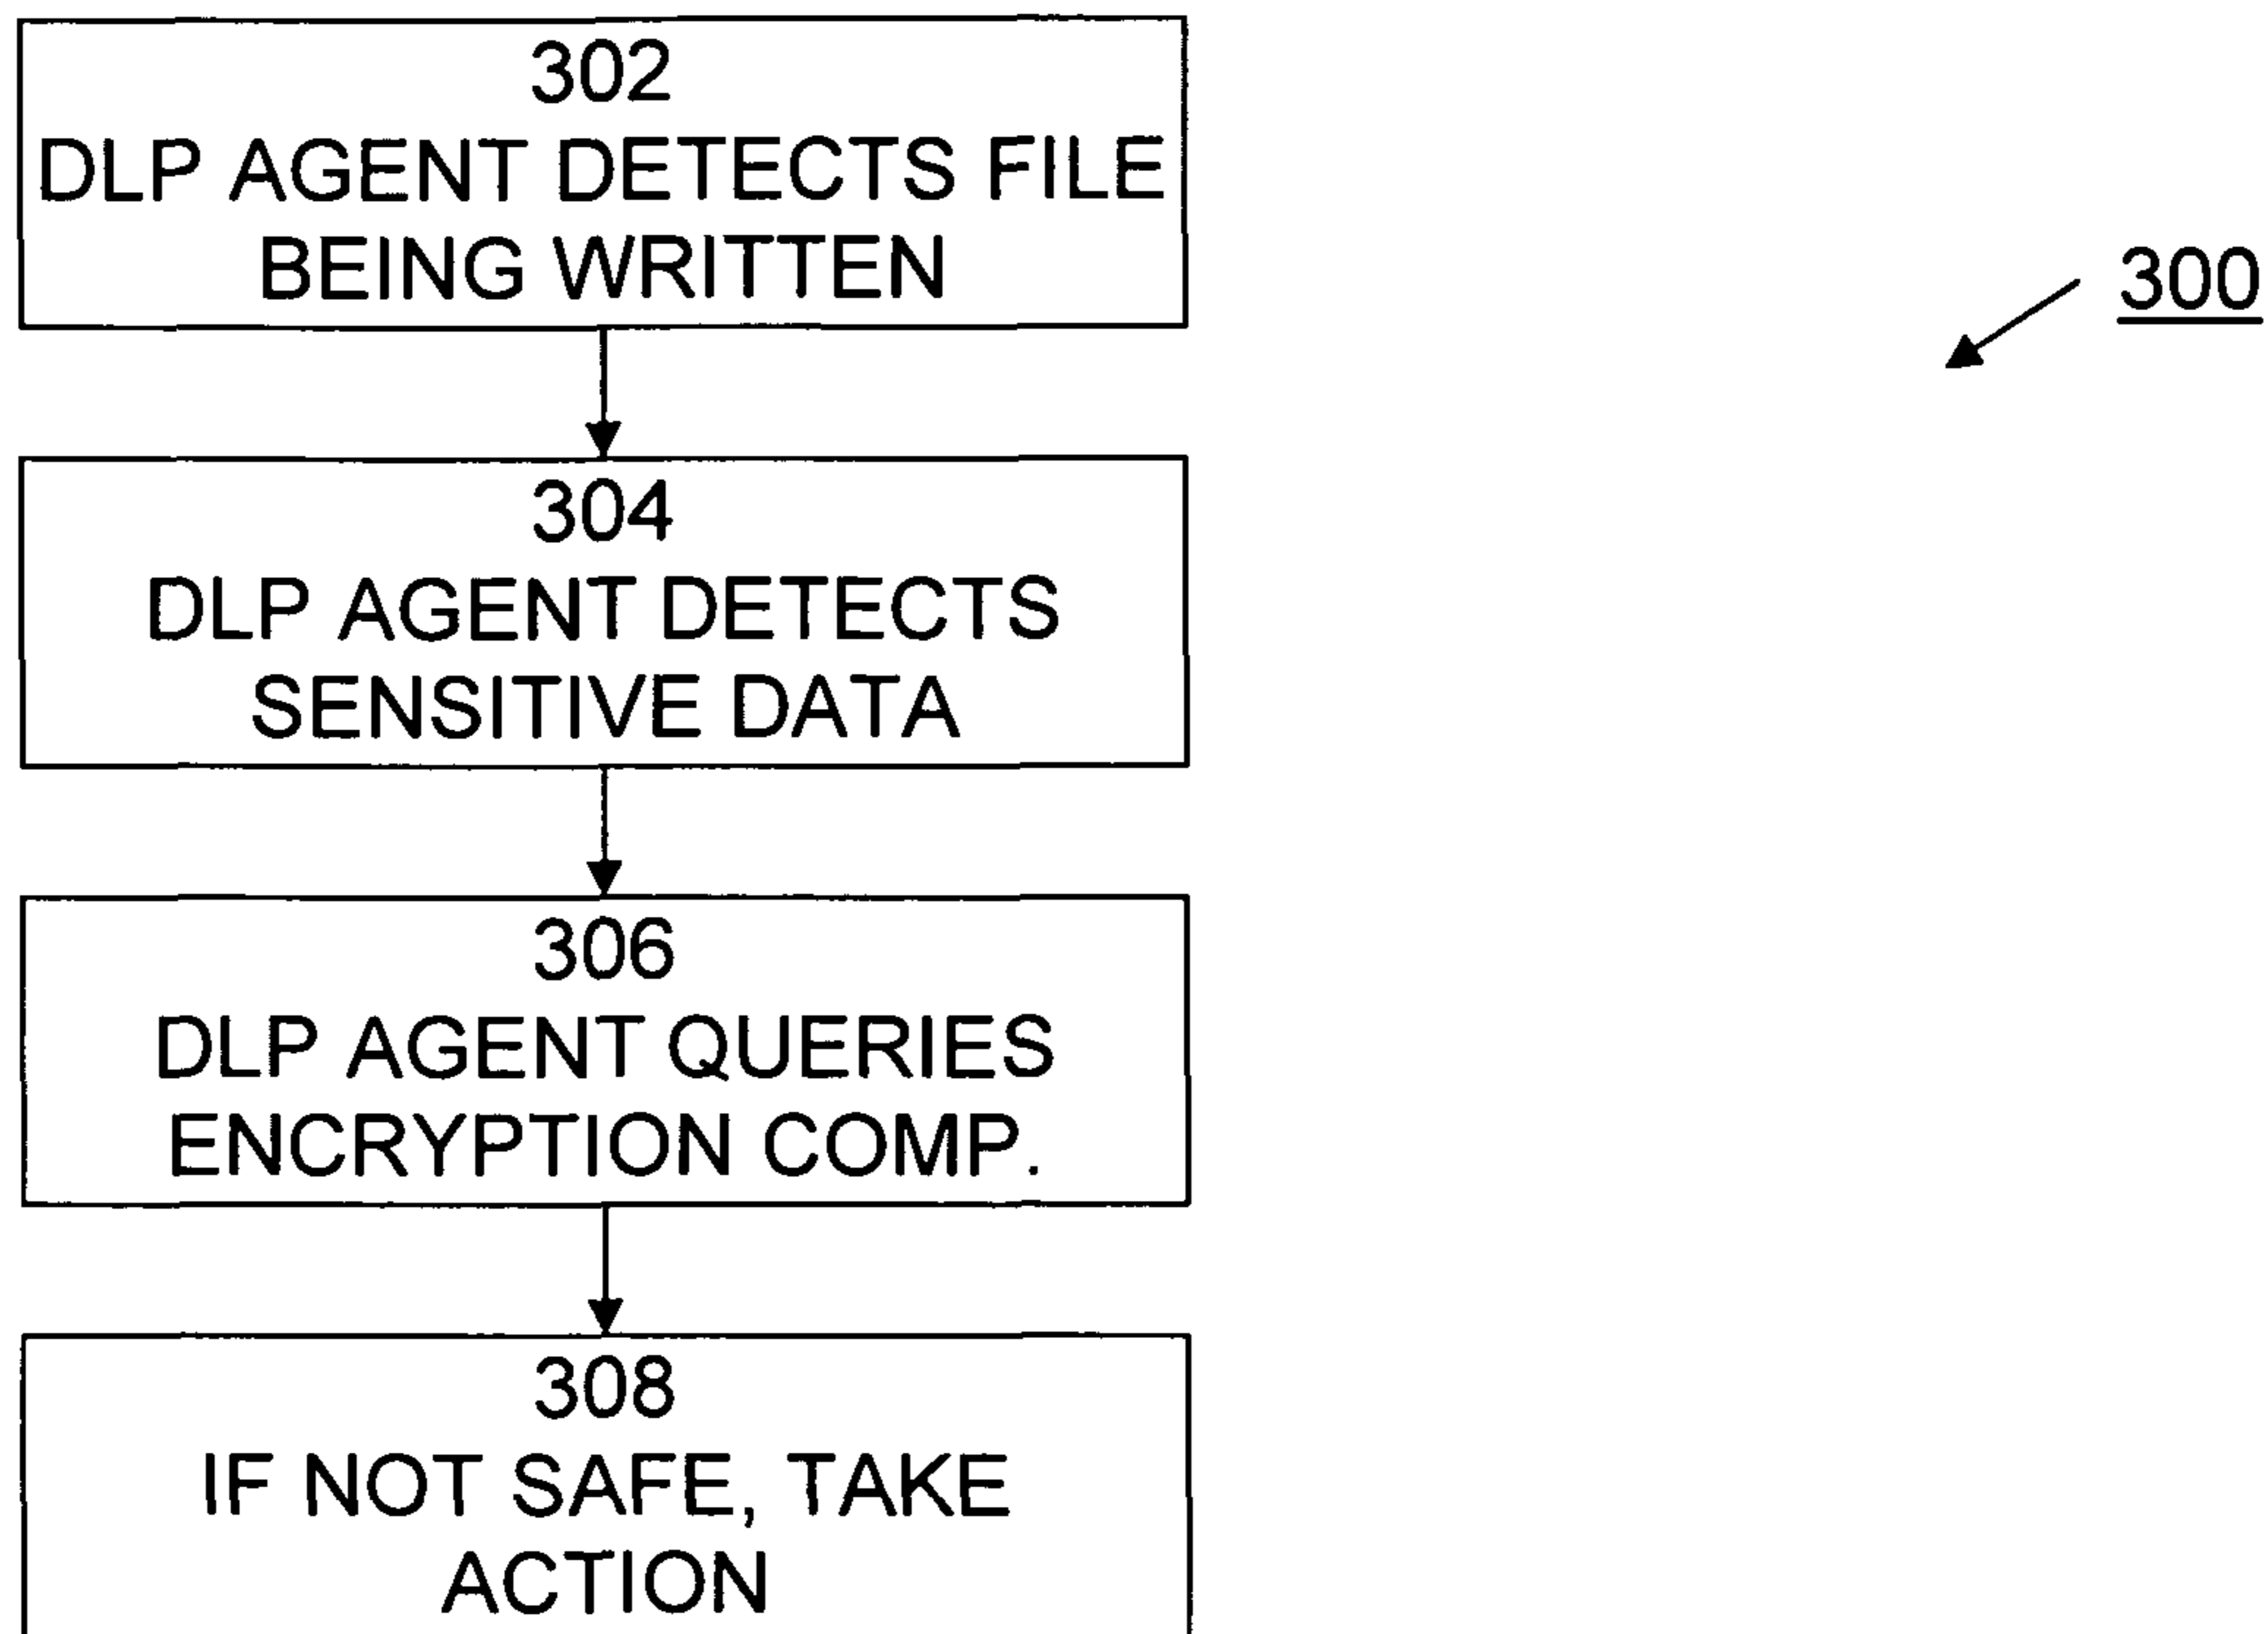 302
DLP AGENT DETECTS FILE
BEING WRITTEN
300
304
DLP AGENT DETECTS
SENSITIVE DATA
306
DLP AGENT QUERIES
ENCRYPTION COMP.
308
IF NOT SAFE, TAKE
ACTION